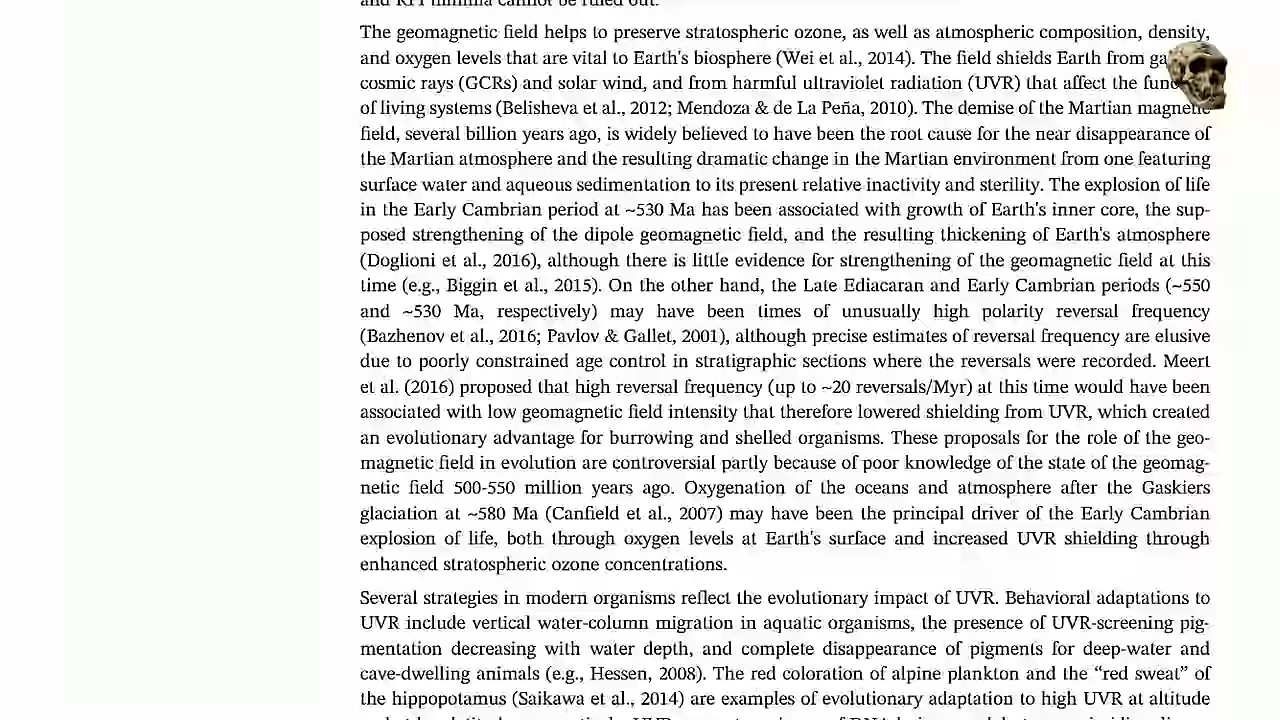 and RPI minima cannot be ruled out.
The geomagnetic field helps to preserve stratospheric ozone, as well as atmospheric composition, density,
and oxygen levels that are vital to Earth's biosphere (Wei et al., 2014). The field shields Earth from
cosmic rays (GCRs) and solar wind, and from harmful ultraviolet radiation (UVR) that affect the
of living systems (Belisheva et al., 2012; Mendoza & de La Peña, 2010). The demise of the Martian magnetic
field, several billion years ago, is widely believed to have been the root cause for the near disappearance of
the Martian atmosphere and the resulting dramatic change in the Martian environment from one featuring
surface water and aqueous sedimentation to its present relative inactivity and sterility. The explosion of life
in the Early Cambrian period at ~530 Ma has been associated with growth of Earth's inner core, the sup-
posed strengthening of the dipole geomagnetic field, and the resulting thickening of Earth's atmosphere
(Doglioni et al., 2016), although there is little evidence for strengthening of the geomagnetic field at this
time (e.g., Biggin et al., 2015). On the other hand, the Late Ediacaran and Early Cambrian periods (~550
and ~530 Ma, respectively) may have been times of unusually high polarity reversal frequency
(Bazhenov et al., 2016; Pavlov & Gallet, 2001), although precise estimates of reversal frequency are elusive
due to poorly constrained age control in stratigraphic sections where the reversals were recorded. Meert
et al. (2016) proposed that high reversal frequency (up to ~20 reversals/Myr) at this time would have been
associated with low geomagnetic field intensity that therefore lowered shielding from UVR, which created
an evolutionary advantage for burrowing and shelled organisms. These proposals for the role of the geo-
magnetic field in evolution are controversial partly because of poor knowledge of the state of the geomag-
netic field 500-550 million years ago. Oxygenation of the oceans and atmosphere after the Gaskiers
glaciation at ~580 Ma (Canfield et al., 2007) may have been the principal driver of the Early Cambrian
explosion of life, both through oxygen levels at Earth's surface and increased UVR shielding through
enhanced stratospheric ozone concentrations.
Several strategies in modern organisms reflect the evolutionary impact of UVR. Behavioral adaptations to
UVR include vertical water-column migration in aquatic organisms, the presence of UVR-screening pig-
mentation decreasing with water depth, and complete disappearance of pigments for deep-water and
cave-dwelling animals (e.g., Hessen, 2008). The red coloration of alpine plankton and the “red sweat” of
the hippopotamus (Saikawa et al., 2014) are examples of evolutionary adaptation to high UVR at altitude